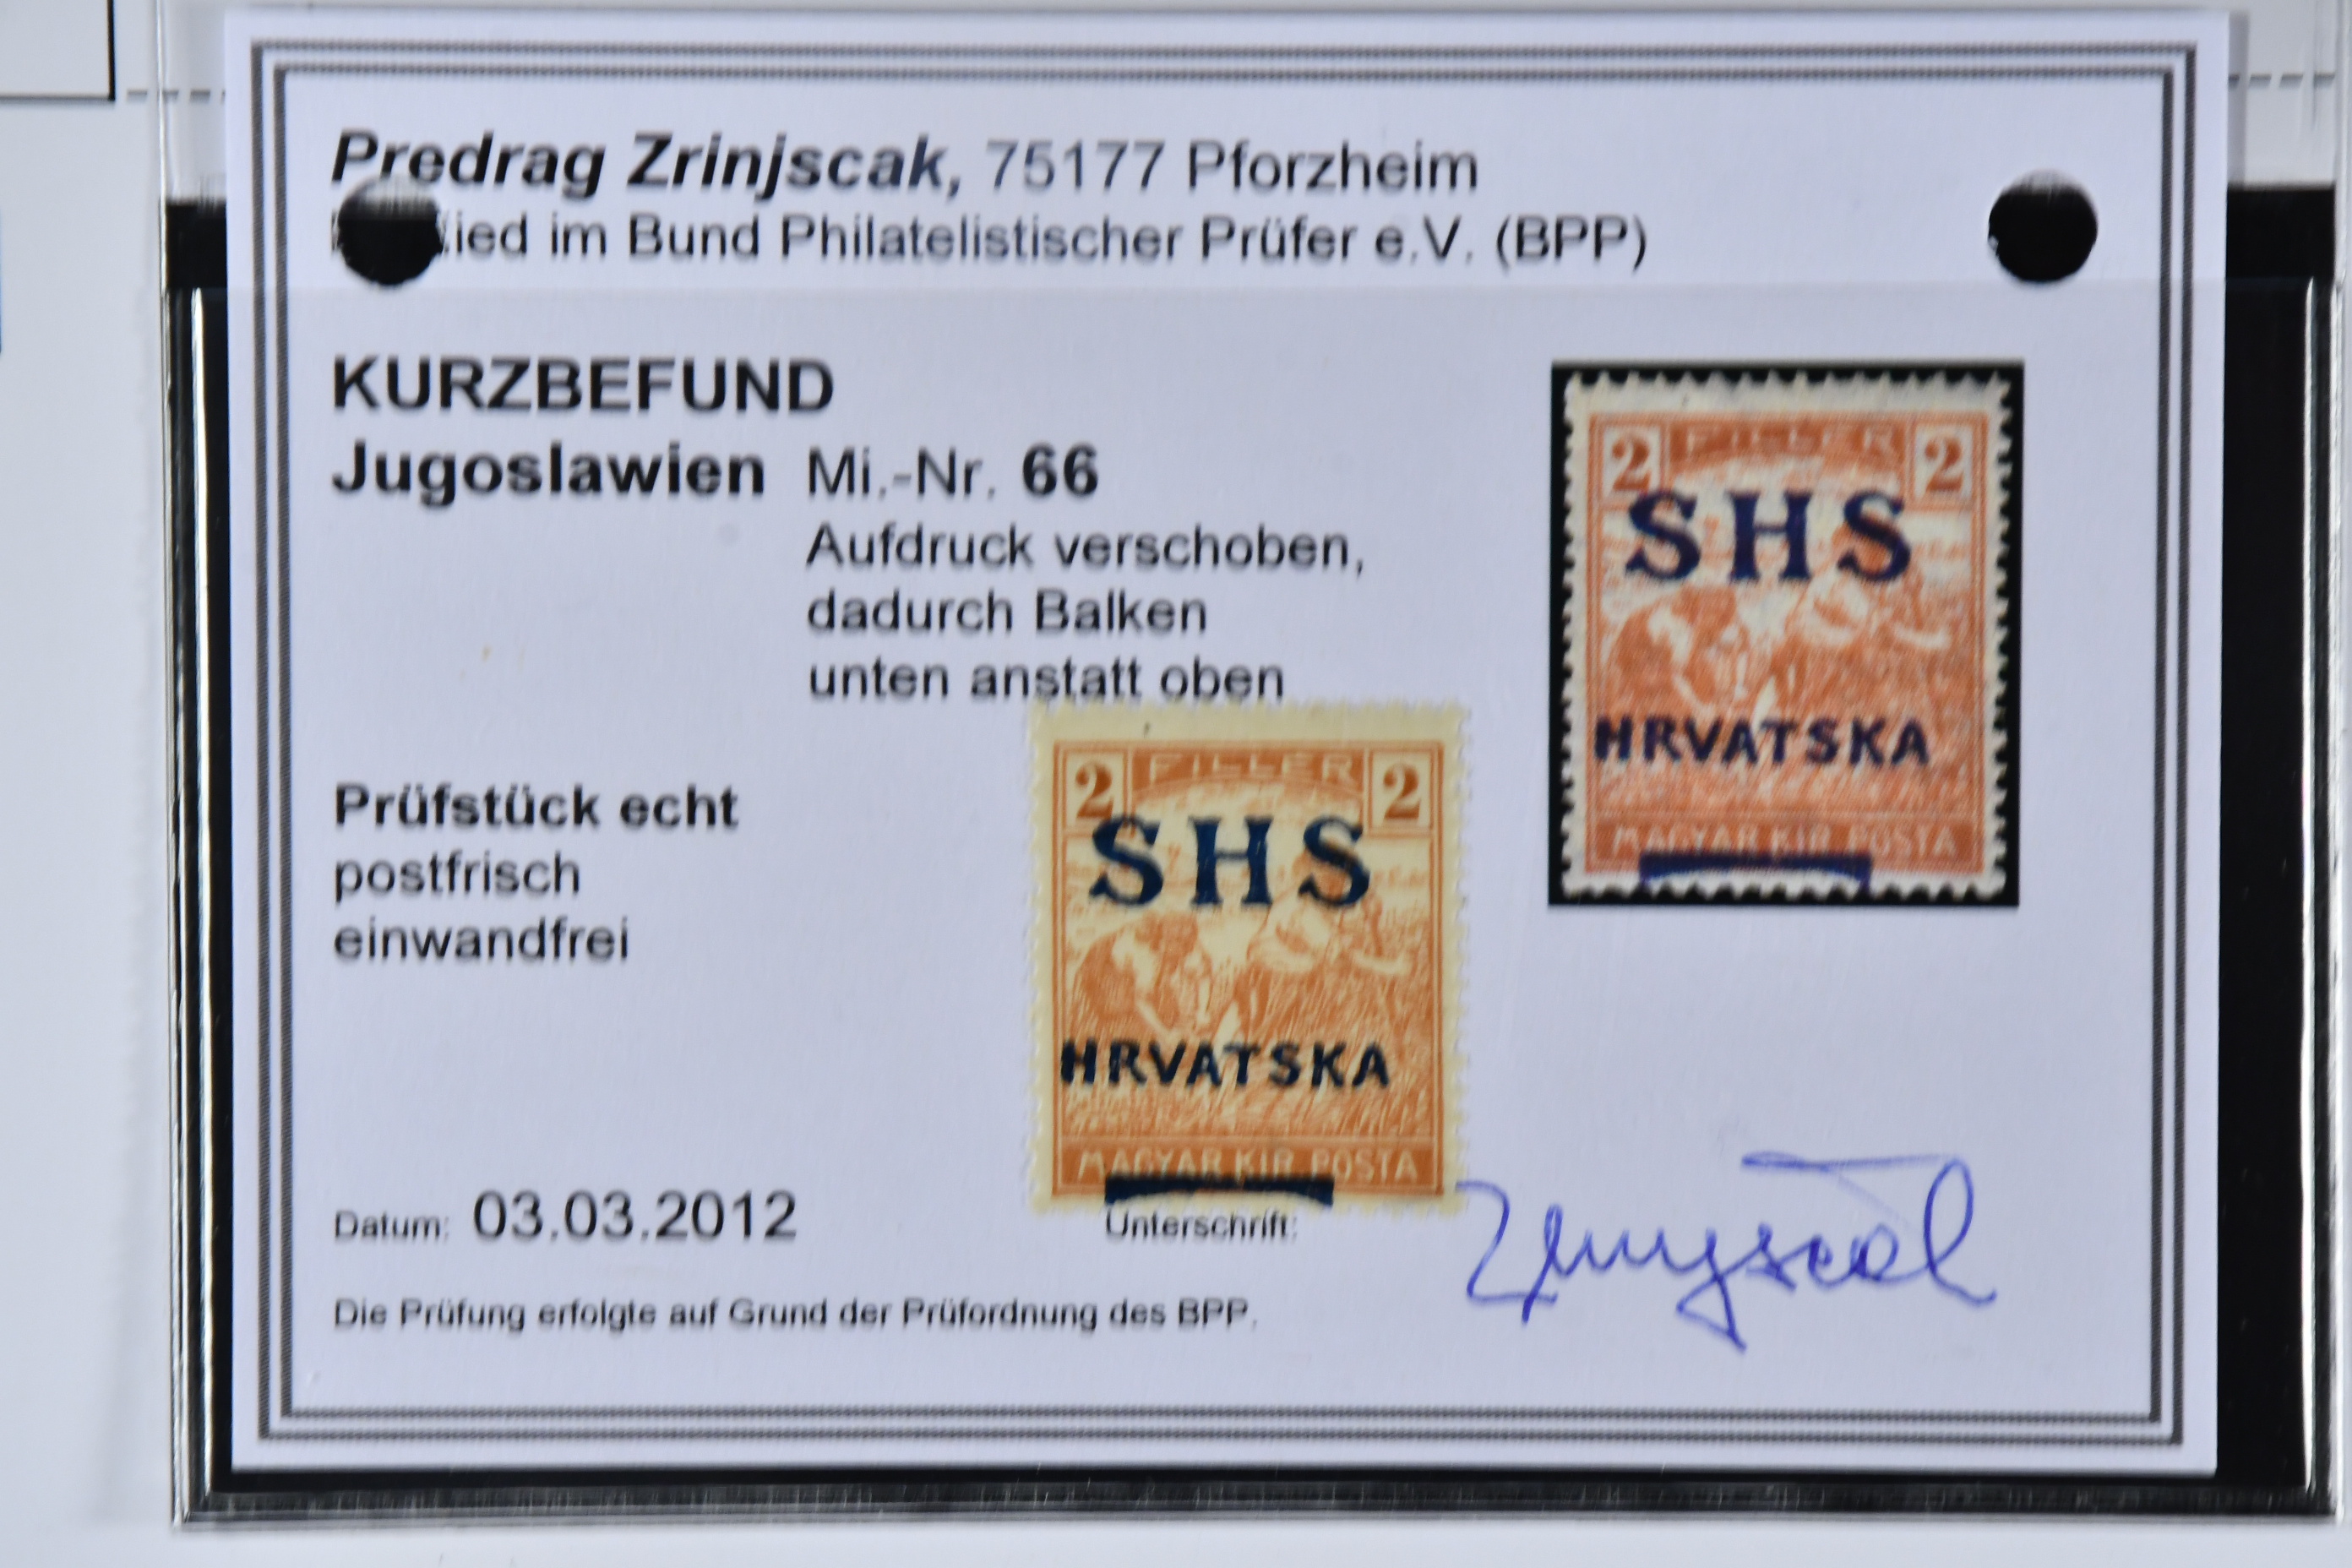 Predrag Zrinjscak, 75177 Pforzheim
ied im Bund Philatelistischer Prüfer e.V. (BPP)
KURZBEFUND
Jugoslawien Mi.-Nr. 66
Aufdruck verschoben,
dadurch Balken
unten anstatt oben
2 FILLER 2
SHS
HRVATSKA
MAGYAR KIR POSTA
2 FILLER 2
SHS
HRVATSKA
MAGYAR KIR POSTA
Prüfstück echt
postfrisch
einwandfrei
Datum: 03.03.2012
Unterschrift:
Die Prüfung erfolgte auf Grund der Prüfordnung des BPP.